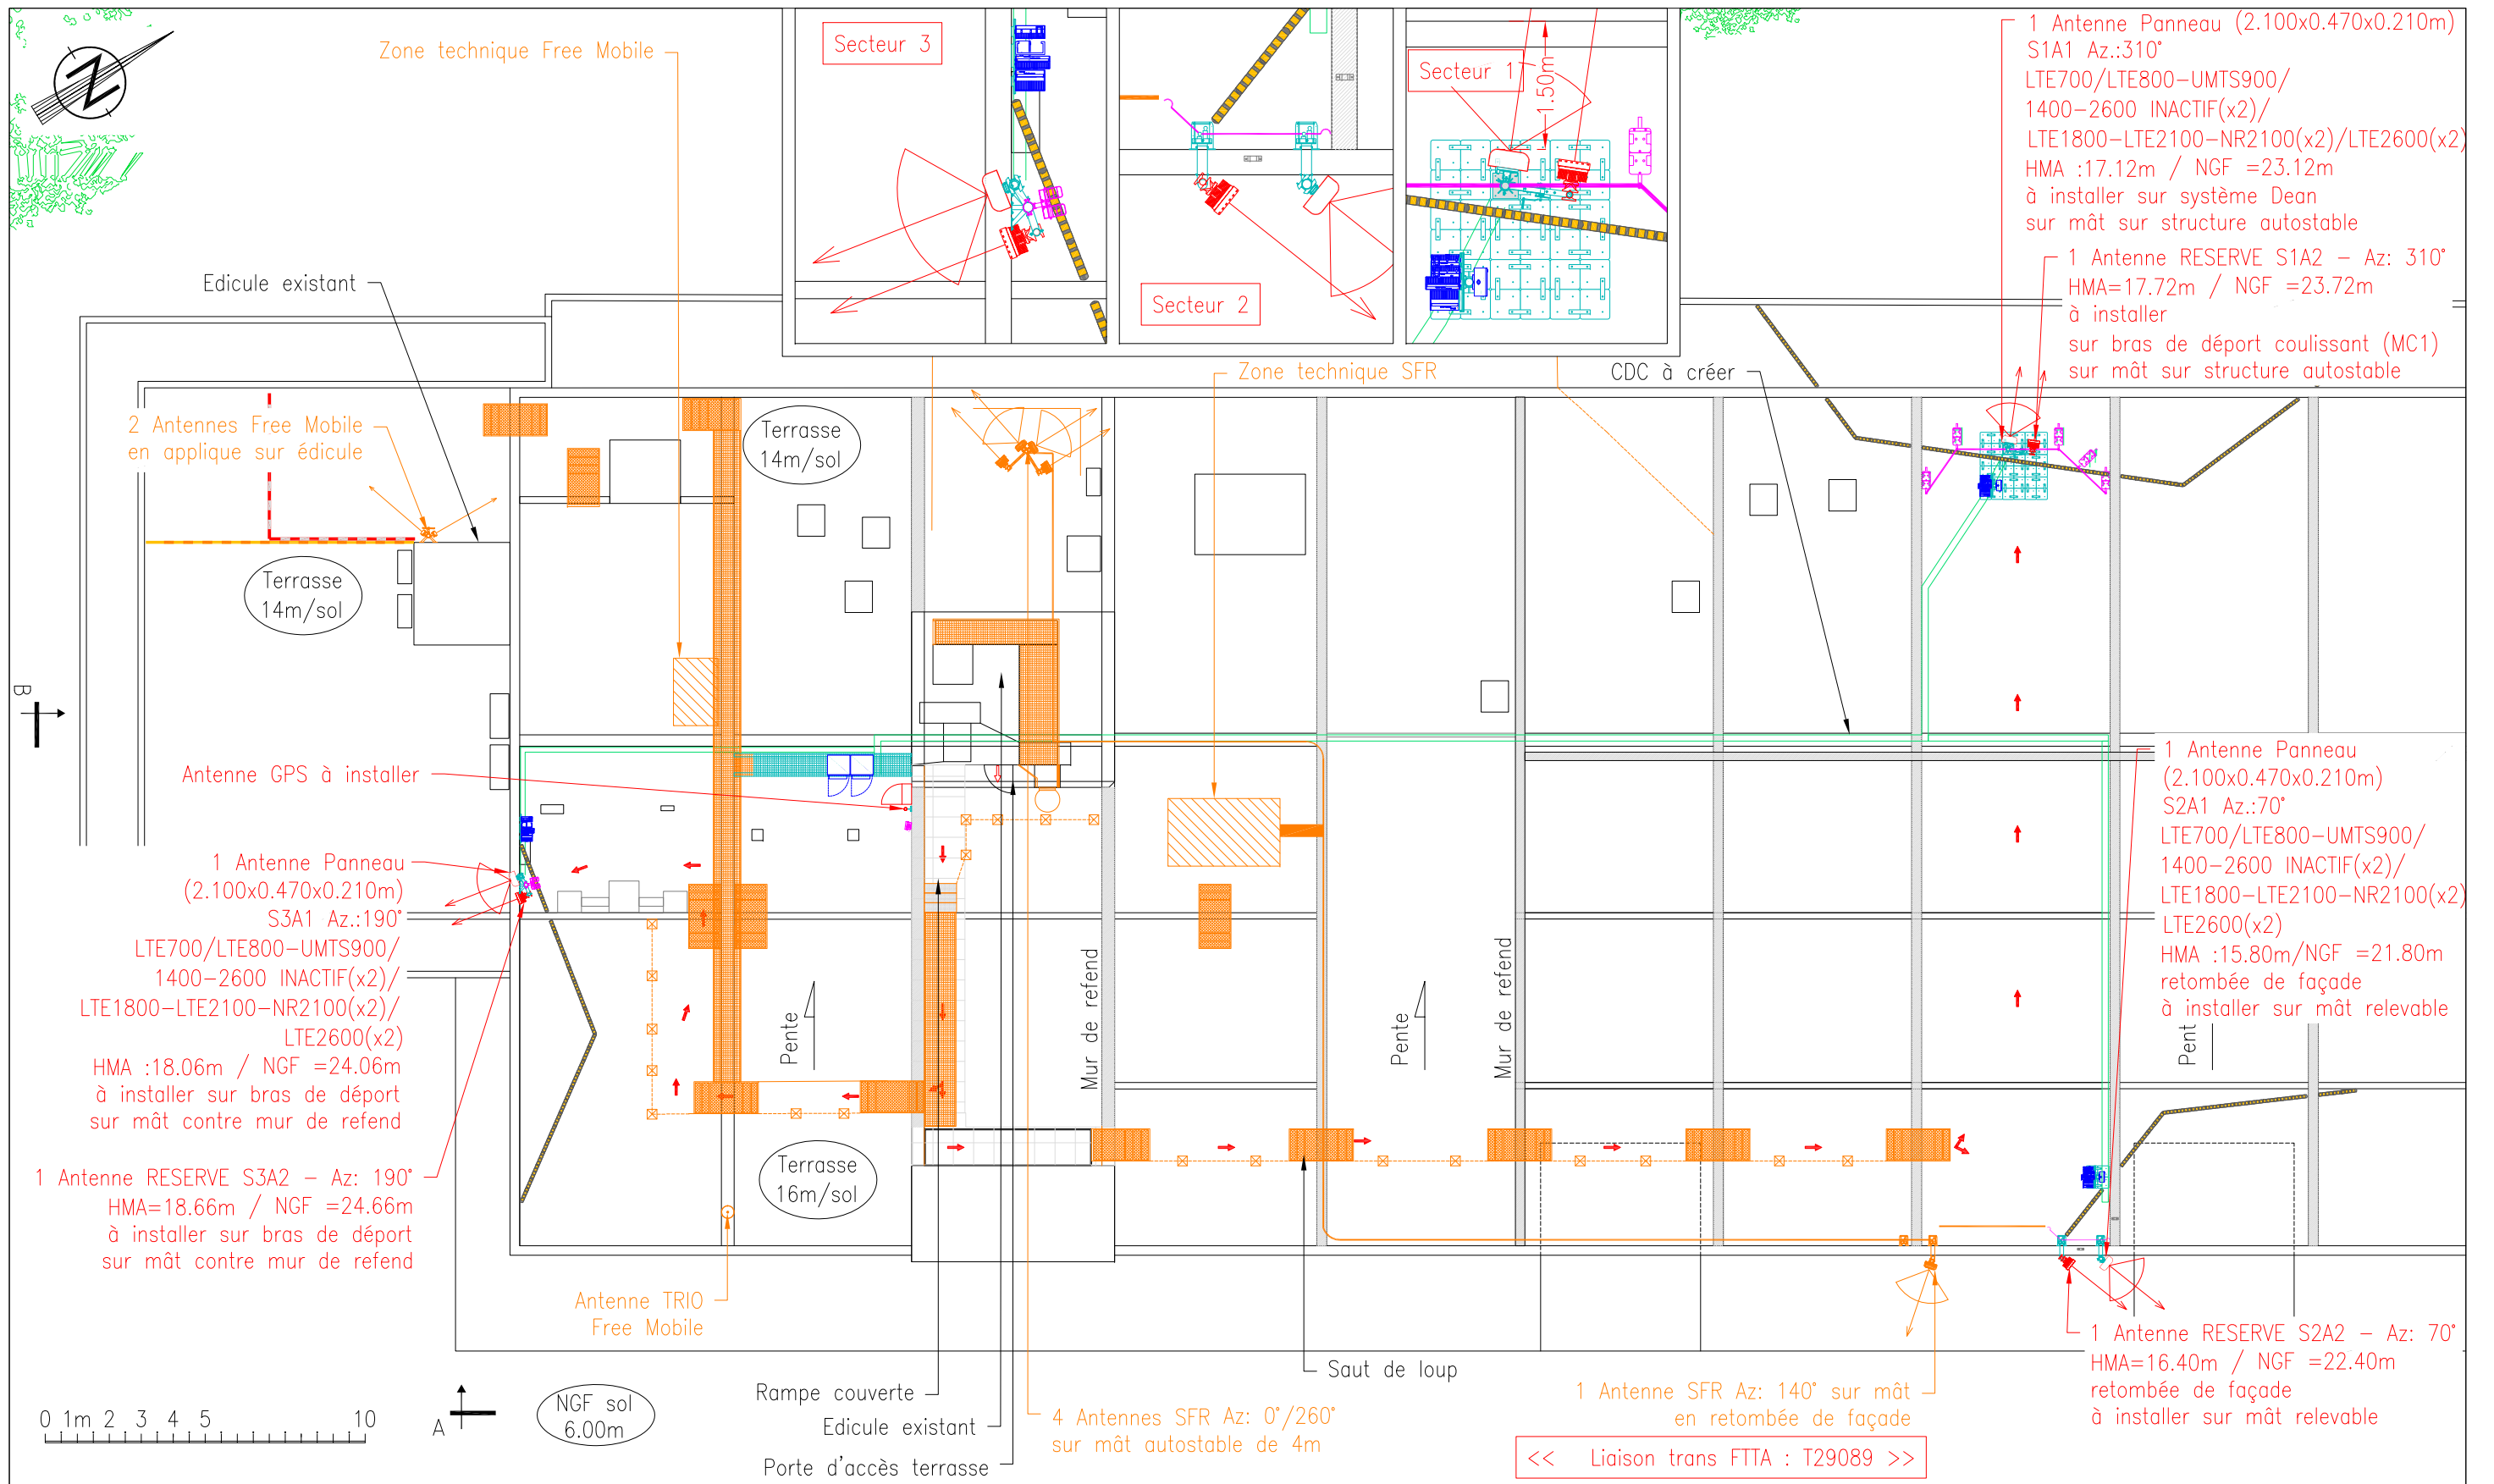 Zone technique Free Mobile
Secteur 3
Secteur 2
Secteur 1
1.50m
1 Antenne Panneau (2.100x0.470x0.210m)
S1A1 Az.:310°
LTE700/LTE800-UMTS900/
1400-2600 INACTIF(x2)/
LTE1800-LTE2100-NR2100(x2)/LTE2600(x2)
HMA :17.12m / NGF =23.12m
à installer sur système Dean
sur mât sur structure autostable
1 Antenne RESERVE S1A2 - Az: 310°
HMA=17.72m / NGF =23.72m
à installer
sur bras de déport coulissant (MC1)
sur mât sur structure autostable
Edicule existant
Zone technique SFR
CDC à créer
2 Antennes Free Mobile
en applique sur édicule
Terrasse
14m/sol
Terrasse
14m/sol
B
Antenne GPS à installer
1 Antenne Panneau
(2.100x0.470x0.210m)
S2A1 Az.:70°
LTE700/LTE800-UMTS900/
1400-2600 INACTIF(x2)/
LTE1800-LTE2100-NR2100(x2)
LTE2600(x2)
HMA :15.80m/NGF =21.80m
retombée de façade
à installer sur mât relevable
1 Antenne Panneau
(2.100x0.470x0.210m)
S3A1 Az.:190°
LTE700/LTE800-UMTS900/
1400-2600 INACTIF(x2)/
LTE1800-LTE2100-NR2100(x2)/
LTE2600(x2)
HMA :18.06m / NGF =24.06m
à installer sur bras de déport
sur mât contre mur de refend
Pente
Mur de refend
Pente
Mur de refend
Pent
1 Antenne RESERVE S3A2 - Az: 190°
HMA=18.66m / NGF =24.66m
à installer sur bras de déport
sur mât contre mur de refend
Terrasse
16m/sol
Antenne TRIO
Free Mobile
Saut de loup
1 Antenne RESERVE S2A2 - Az: 70°
HMA=16.40m / NGF =22.40m
retombée de façade
à installer sur mât relevable
Rampe couverte
Edicule existant
Porte d'accès terrasse
4 Antennes SFR Az: 0°/260°
sur mât autostable de 4m
1 Antenne SFR Az: 140° sur mât
en retombée de façade
<< Liaison trans FTTA : T29089 >>
0 1m 2 3 4 5 10
A
NGF sol
6.00m
N